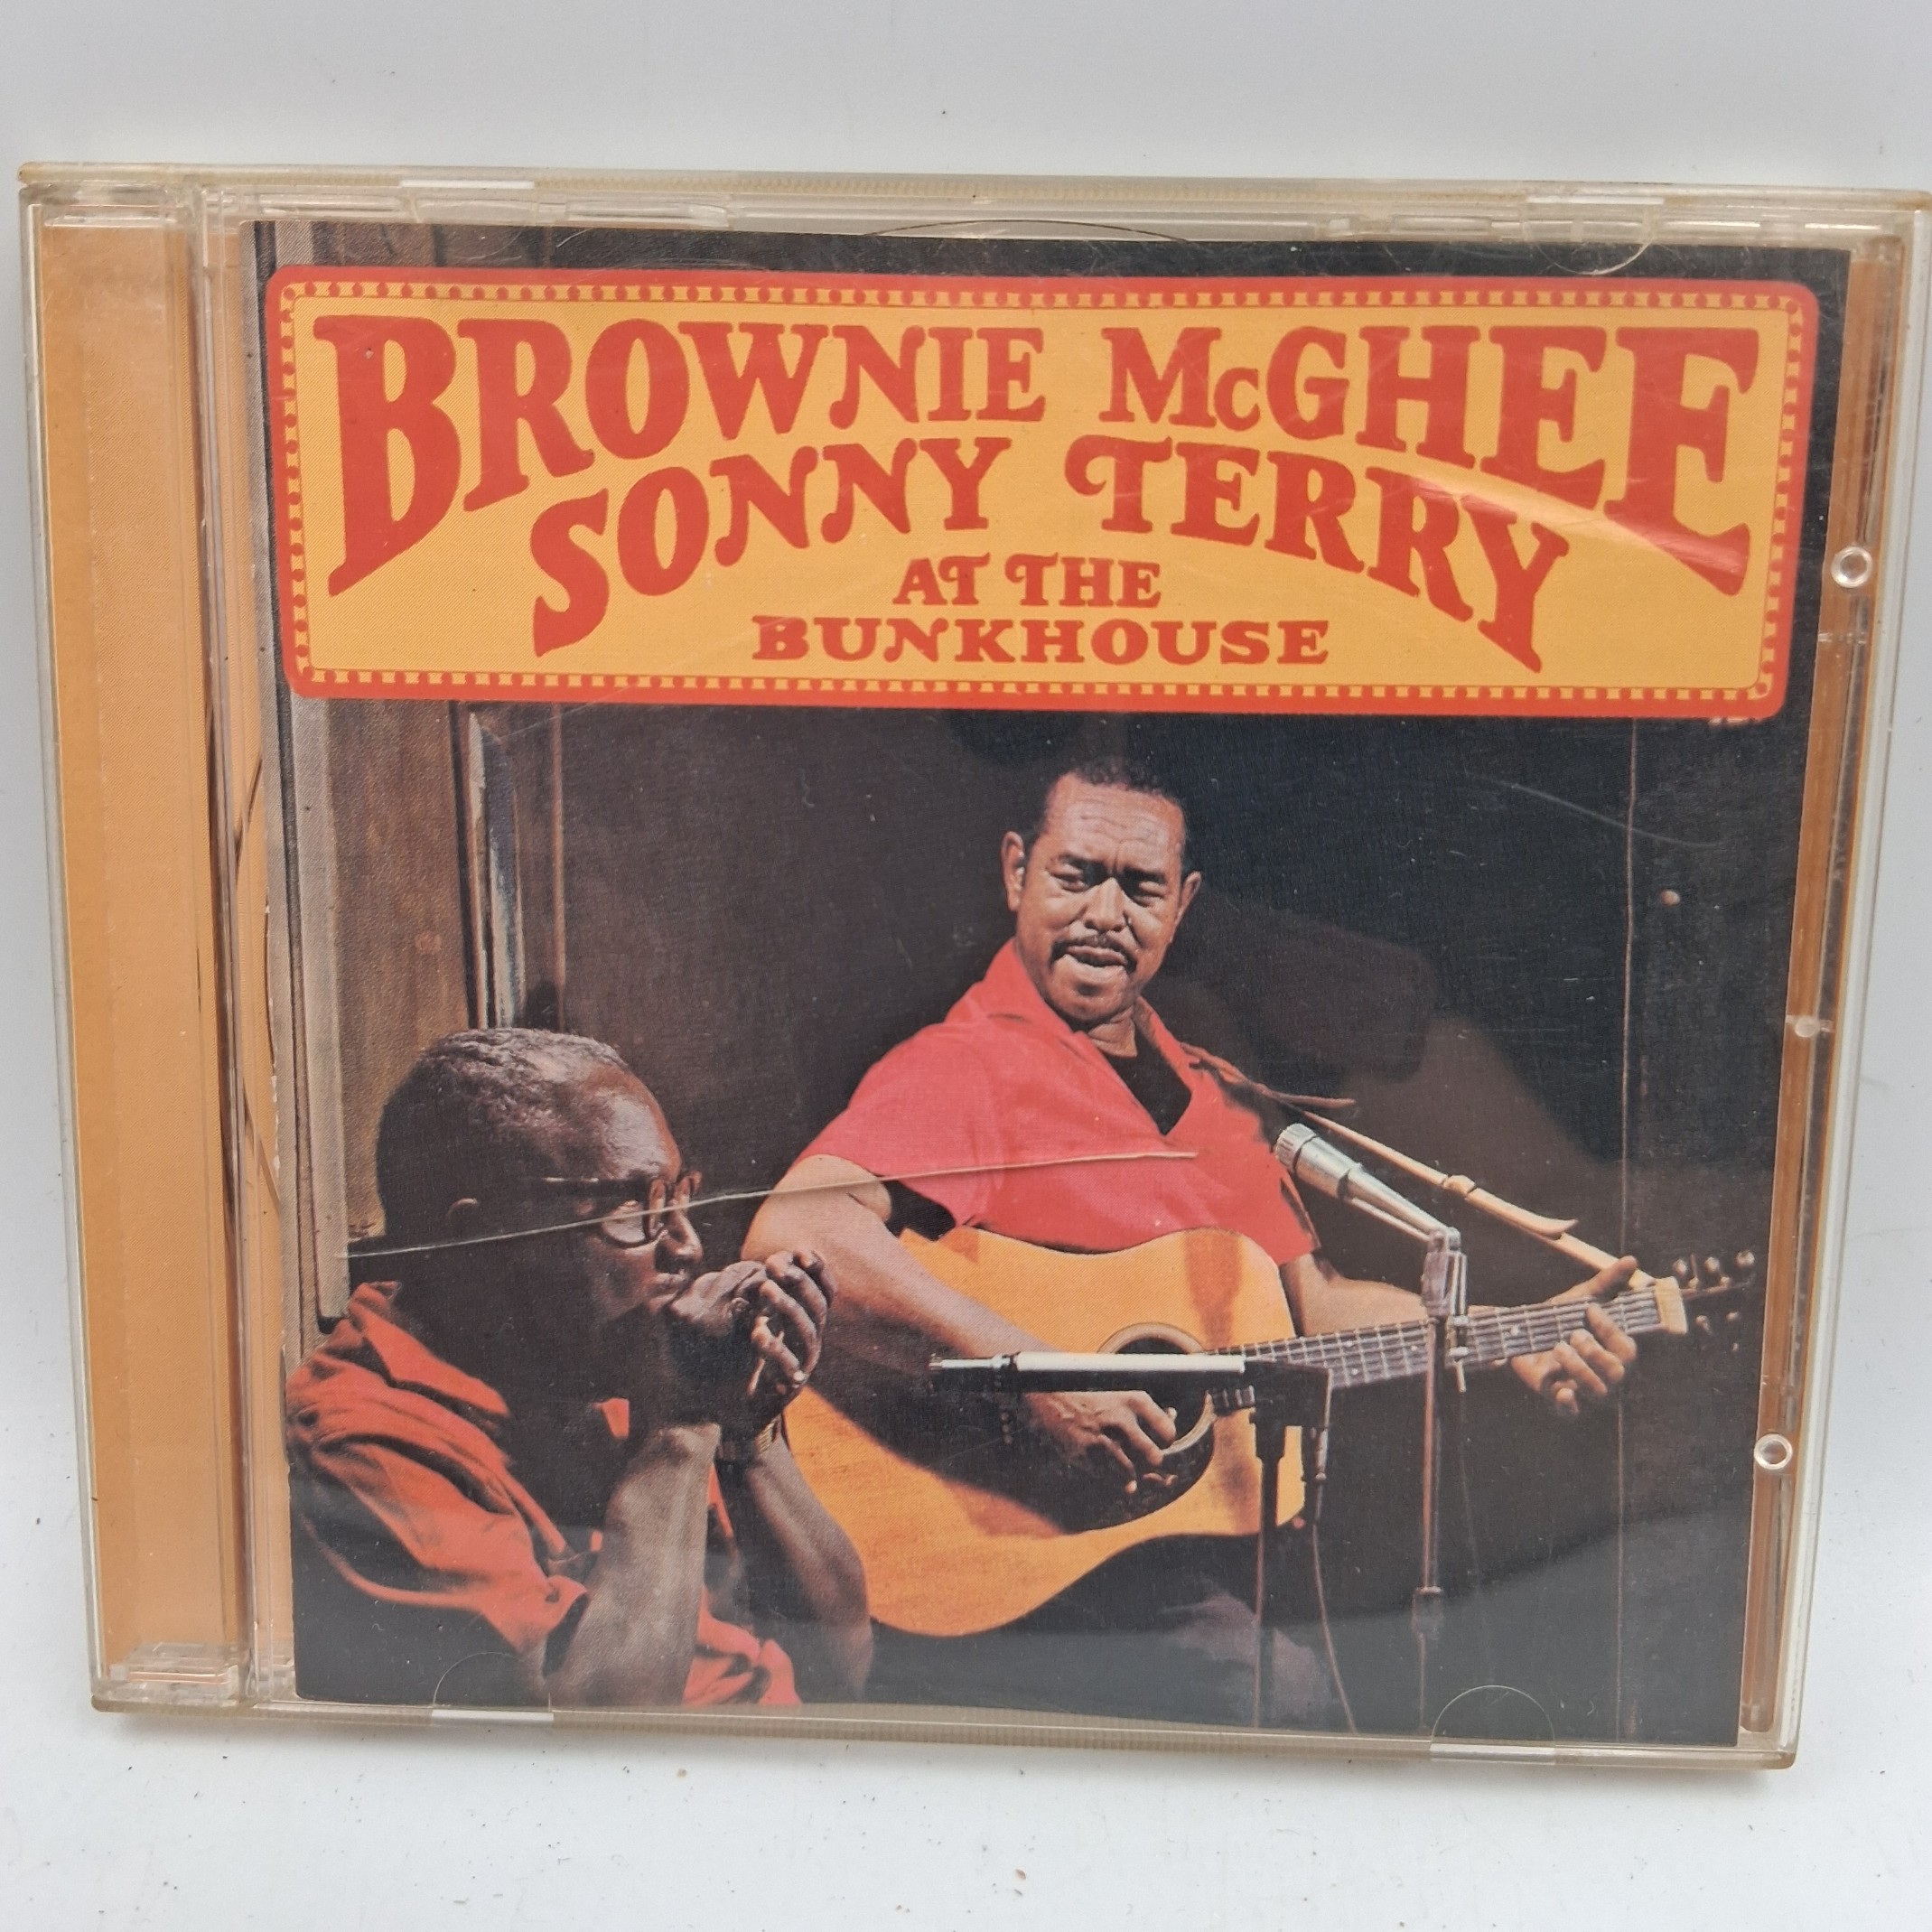 BROWNIE McGHEE
SONNY TERRY
AT THE
BUNKHOUSE